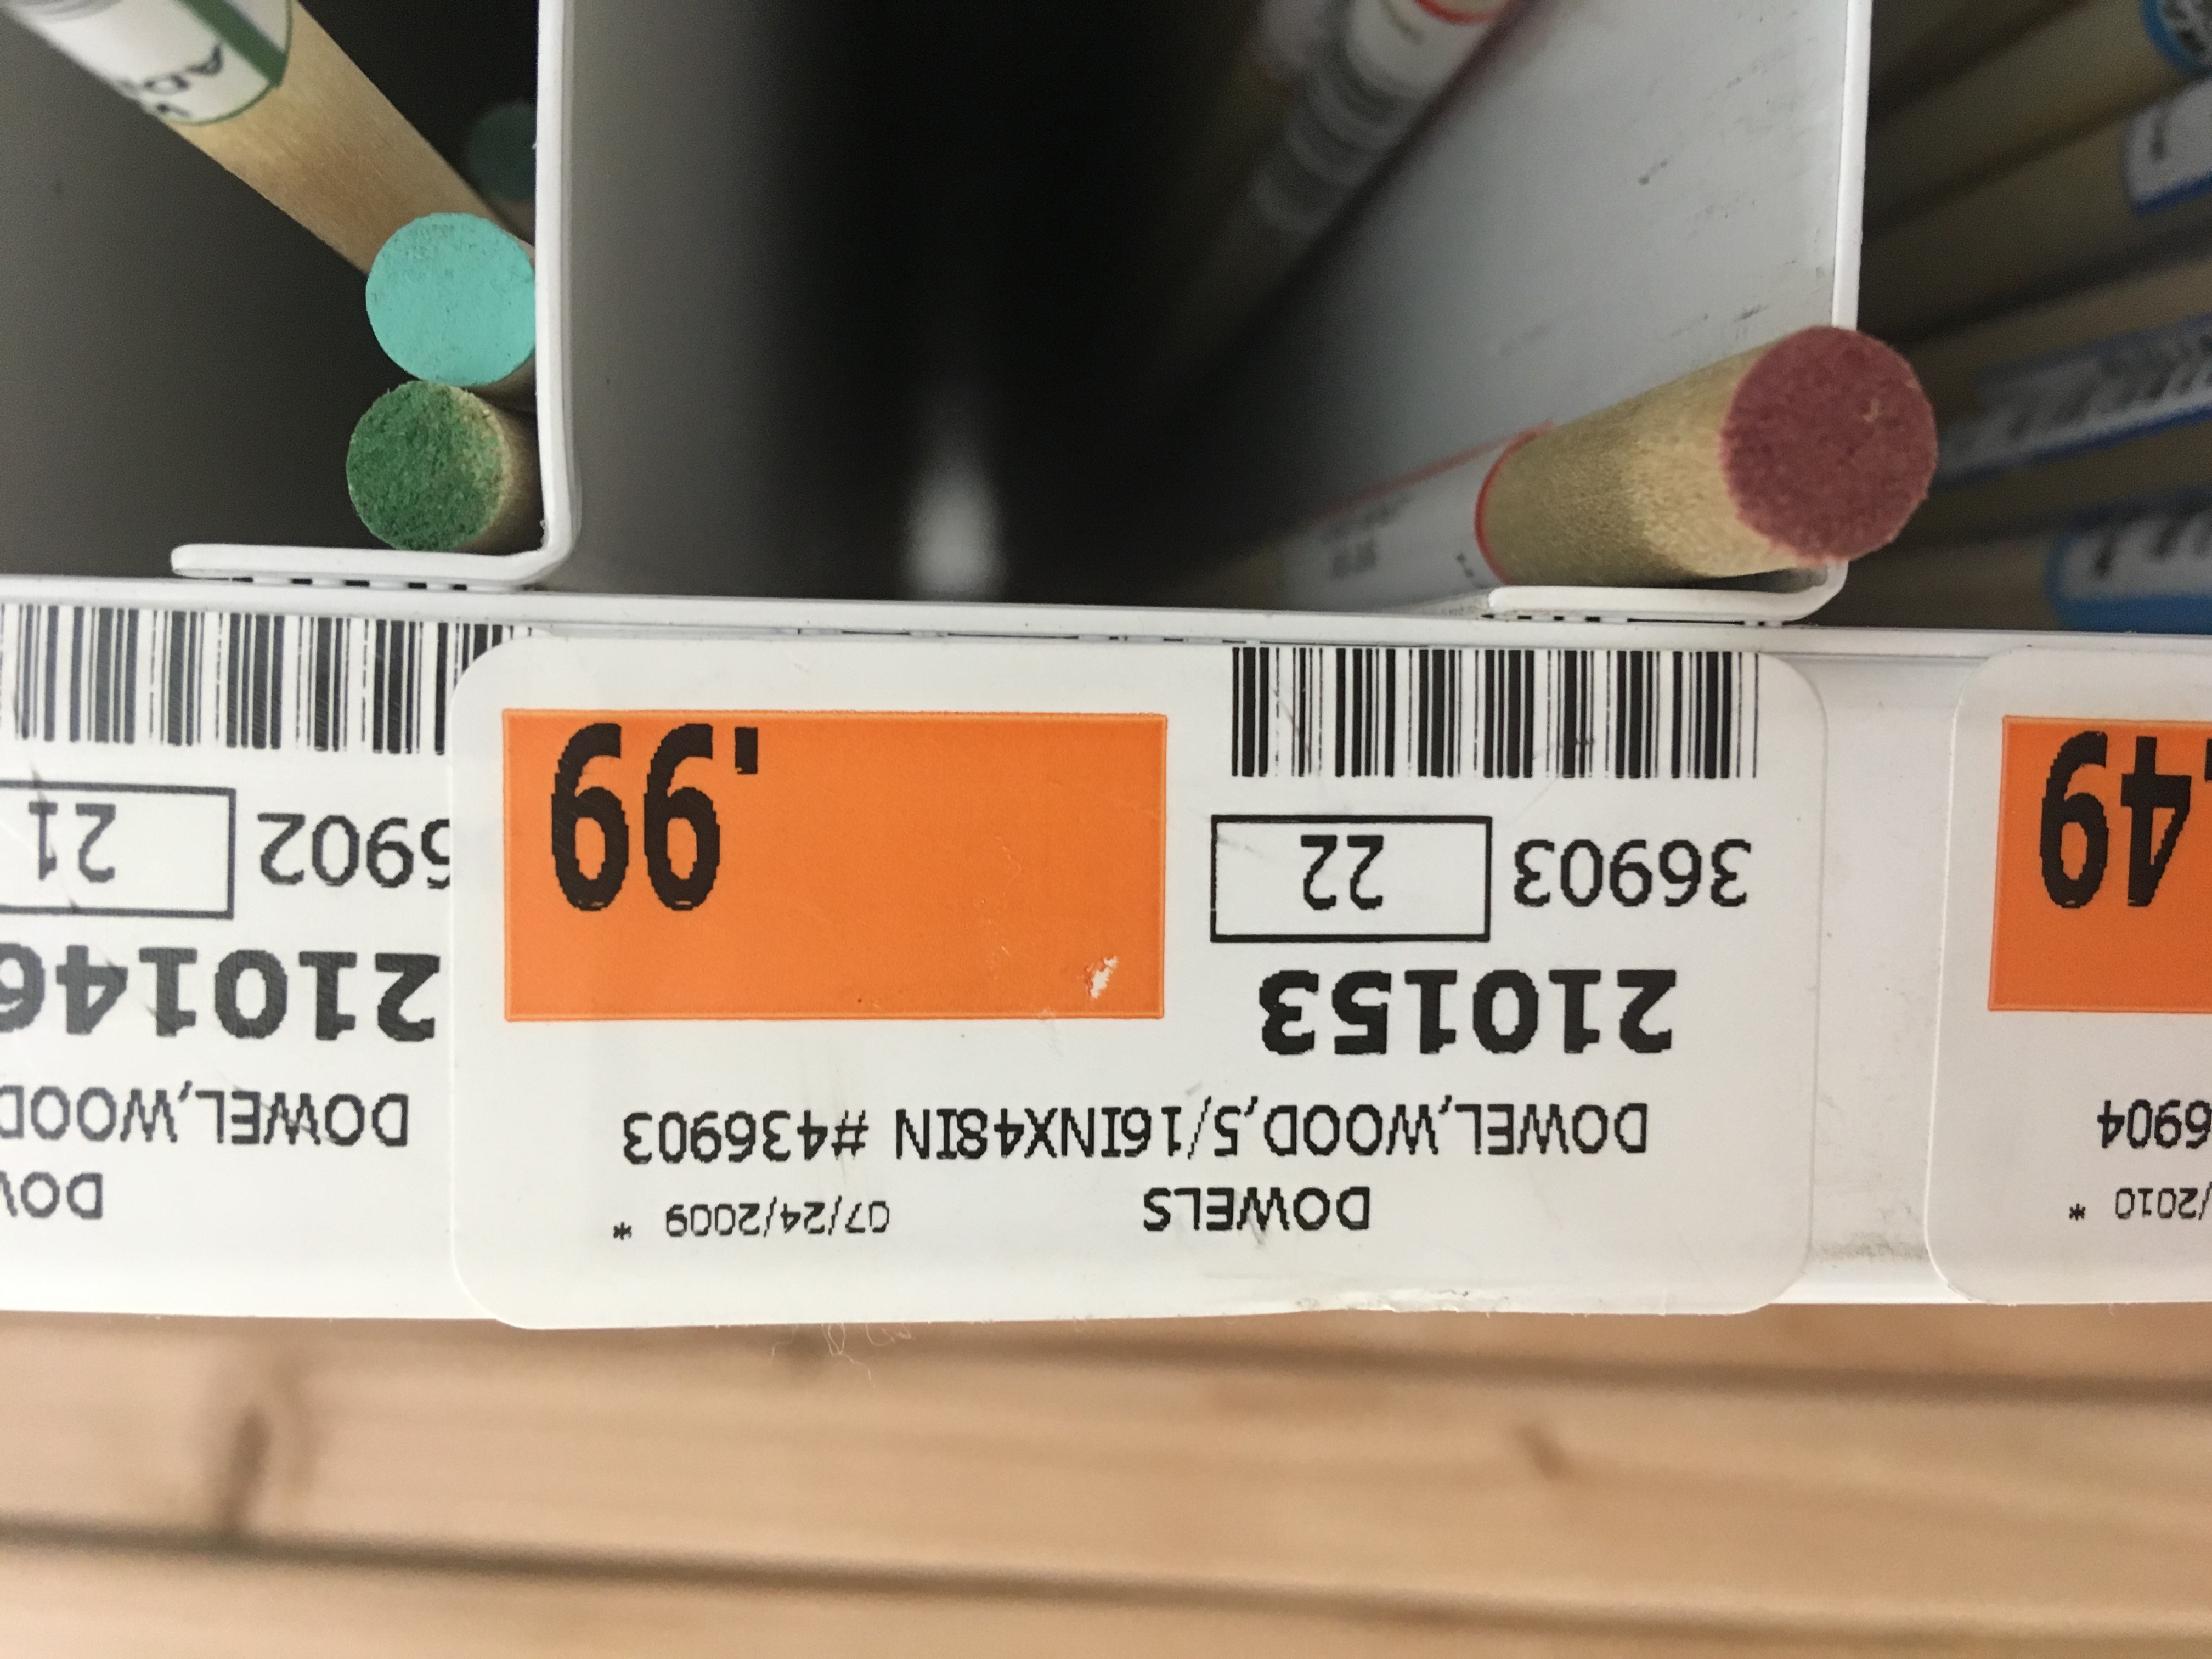 /2010 *
6904
.49
DOWELS 07/24/2009 *
DOWEL,WOOD,5/16INX48IN #436903
210153
36903 22
.99
DOWEL,WOOD
210146
6902 21